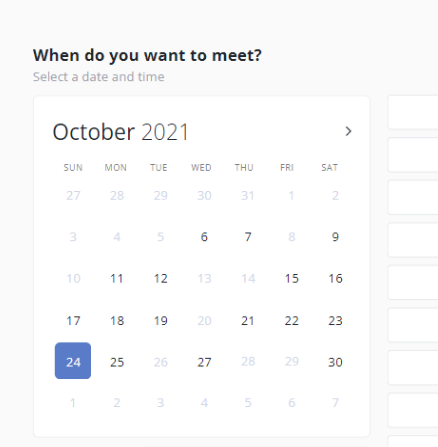 When do you want to meet?
Select a date and time
October 2021
SUN MON TUE WED THU FRI SAT
27 28 29 30 31 1 2
3 4 5 6 7 8 9
10 11 12 13 14 15 16
17 18 19 20 21 22 23
24 25 26 27 28 29 30
1 2 3 4 5 6 7